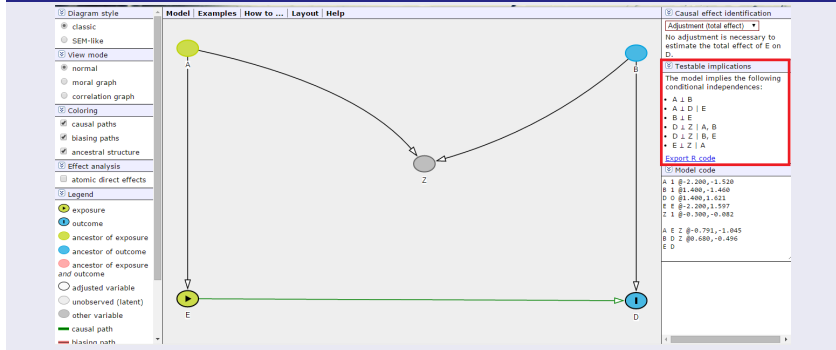 Diagram style
classic
SEM-like
View mode
normal
moral graph
correlation graph
Coloring
causal paths
biasing paths
ancestral structure
Effect analysis
atomic direct effects
Legend
exposure
outcome
ancestor of exposure
ancestor of outcome
ancestor of exposure
and outcome
adjusted variable
unobserved (latent)
other variable
causal path
biasing path
Model | Examples | How to ... | Layout | Help
A
B
Z
E
D
Causal effect identification
Adjustment (total effect)
No adjustment is necessary to
estimate the total effect of E on
D.
Testable implications
The model implies the following
conditional independences:
• A ⊥ B
• A ⊥ D | E
• B ⊥ E
• D ⊥ Z | A, B
• D ⊥ Z | B, E
• E ⊥ Z | A
Export R code
Model code
A 1 @-2.200,-1.520
B 1 @1.400,-1.460
D O @1.400,1.621
E E @-2.200,1.597
Z 1 @-0.300,-0.082
A E Z @-0.791,-1.045
B D Z @0.680,-0.496
E D